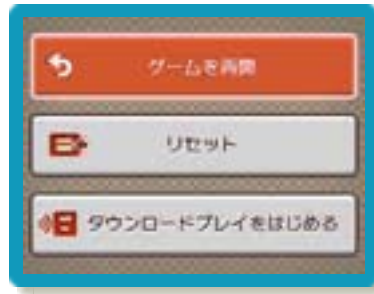 ゲームを再開
リセット
ダウンロードプレイをはじめる